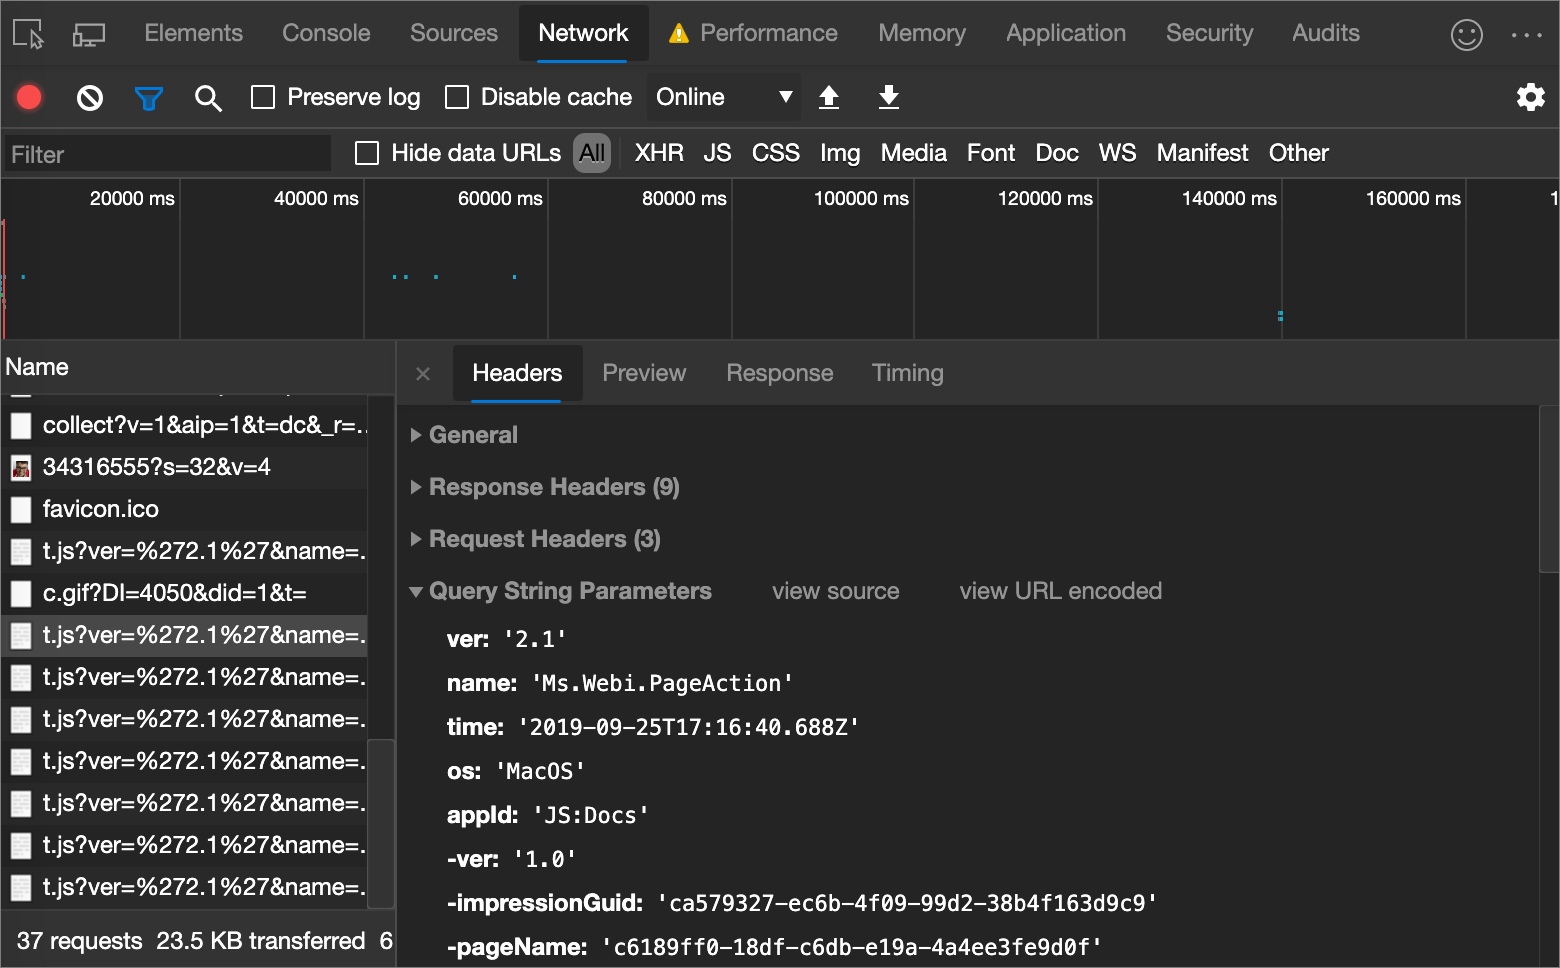 Elements Console Sources Network Performance Memory Application Security Audits
Preserve log Disable cache Online
Filter Hide data URLs All XHR JS CSS Img Media Font Doc WS Manifest Other
20000 ms 40000 ms 60000 ms 80000 ms 100000 ms 120000 ms 140000 ms 160000 ms 1
Name
Headers Preview Response Timing
collect?v=1&aip=1&t=dc&_r=..
34316555?s=32&v=4
favicon.ico
t.js?ver=%272.1%27&name=.
c.gif?DI=4050&did=1&t=
t.js?ver=%272.1%27&name=.
t.js?ver=%272.1%27&name=.
t.js?ver=%272.1%27&name=.
t.js?ver=%272.1%27&name=.
t.js?ver=%272.1%27&name=.
t.js?ver=%272.1%27&name=.
t.js?ver=%272.1%27&name=.
37 requests 23.5 KB transferred 6
General
Response Headers (9)
Request Headers (3)
Query String Parameters view source view URL encoded
ver: '2.1'
name: 'Ms.Webi.PageAction'
time: '2019-09-25T17:16:40.688Z'
os: 'MacOS'
appId: 'JS:Docs'
-ver: '1.0'
-impressionGuid: 'ca579327-ec6b-4f09-99d2-38b4f163d9c9'
-pageName: 'c6189ff0-18df-c6db-e19a-4a4ee3fe9d0f'